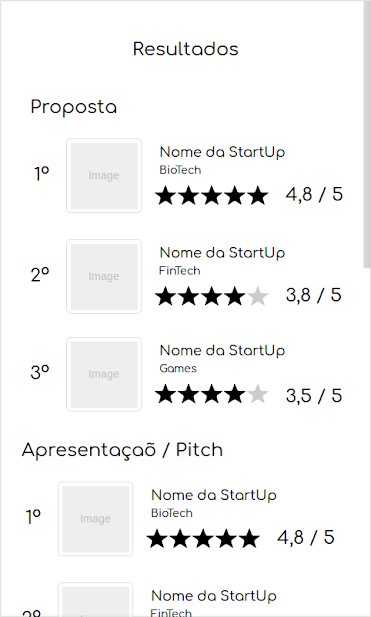 Resultados
Proposta
1º
Image
Nome da StartUp
BioTech
4,8 / 5
2º
Image
Nome da StartUp
FinTech
3,8 / 5
3º
Image
Nome da StartUp
Games
3,5 / 5
Apresentaçaõ / Pitch
1º
Image
Nome da StartUp
BioTech
4,8 / 5
2º
Nome da StartUp
FinTech